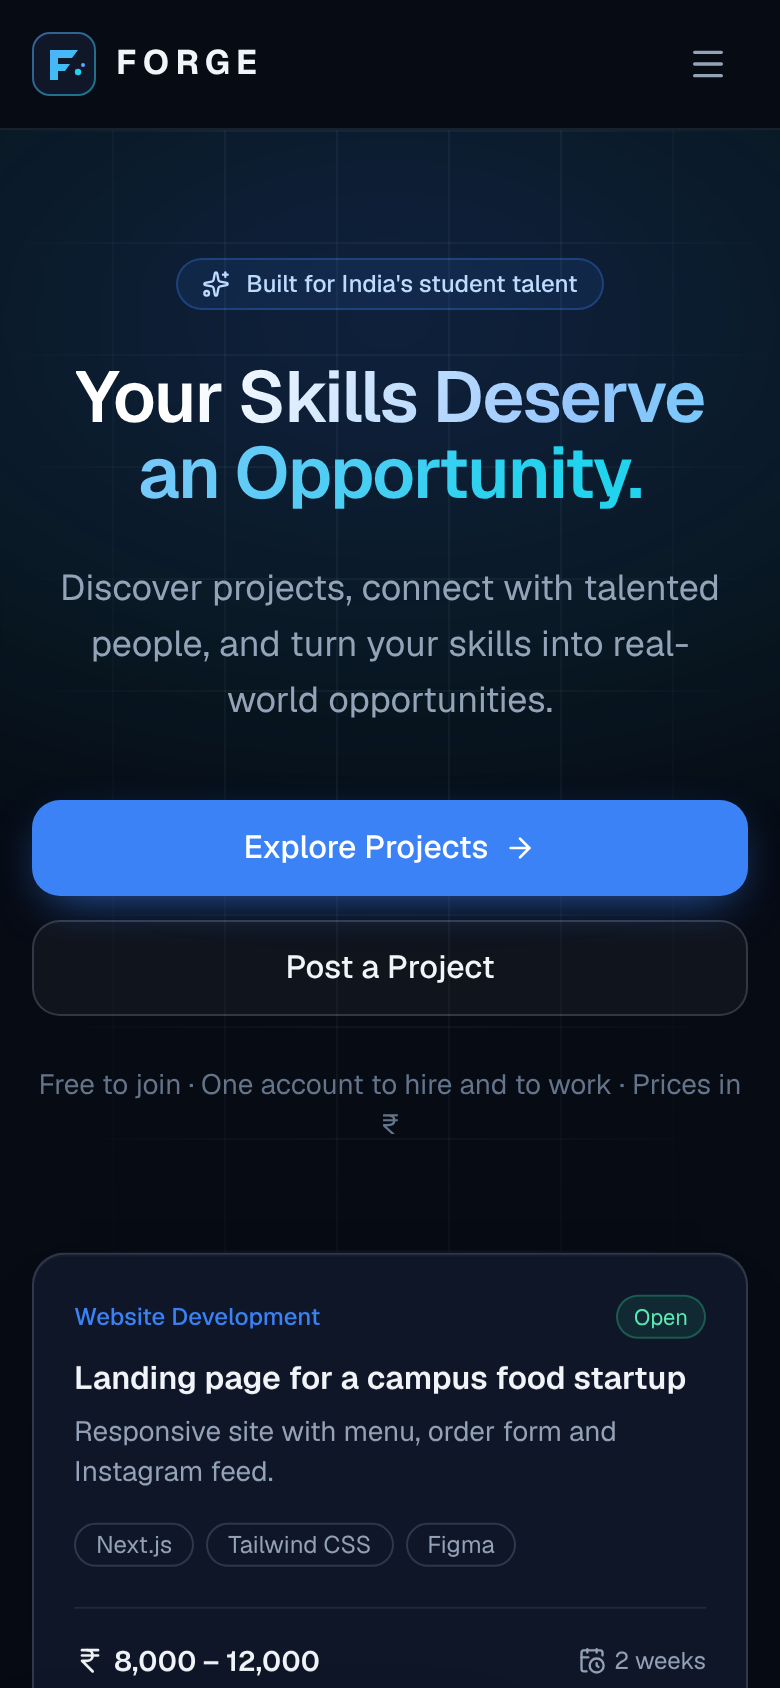 FORGE
Built for India's student talent
Your Skills Deserve
an Opportunity.
Discover projects, connect with talented
people, and turn your skills into real-
world opportunities.
Explore Projects →
Post a Project
Free to join · One account to hire and to work · Prices in
₹
Website Development
Open
Landing page for a campus food startup
Responsive site with menu, order form and
Instagram feed.
Next.js
Tailwind CSS
Figma
₹ 8,000 – 12,000
2 weeks